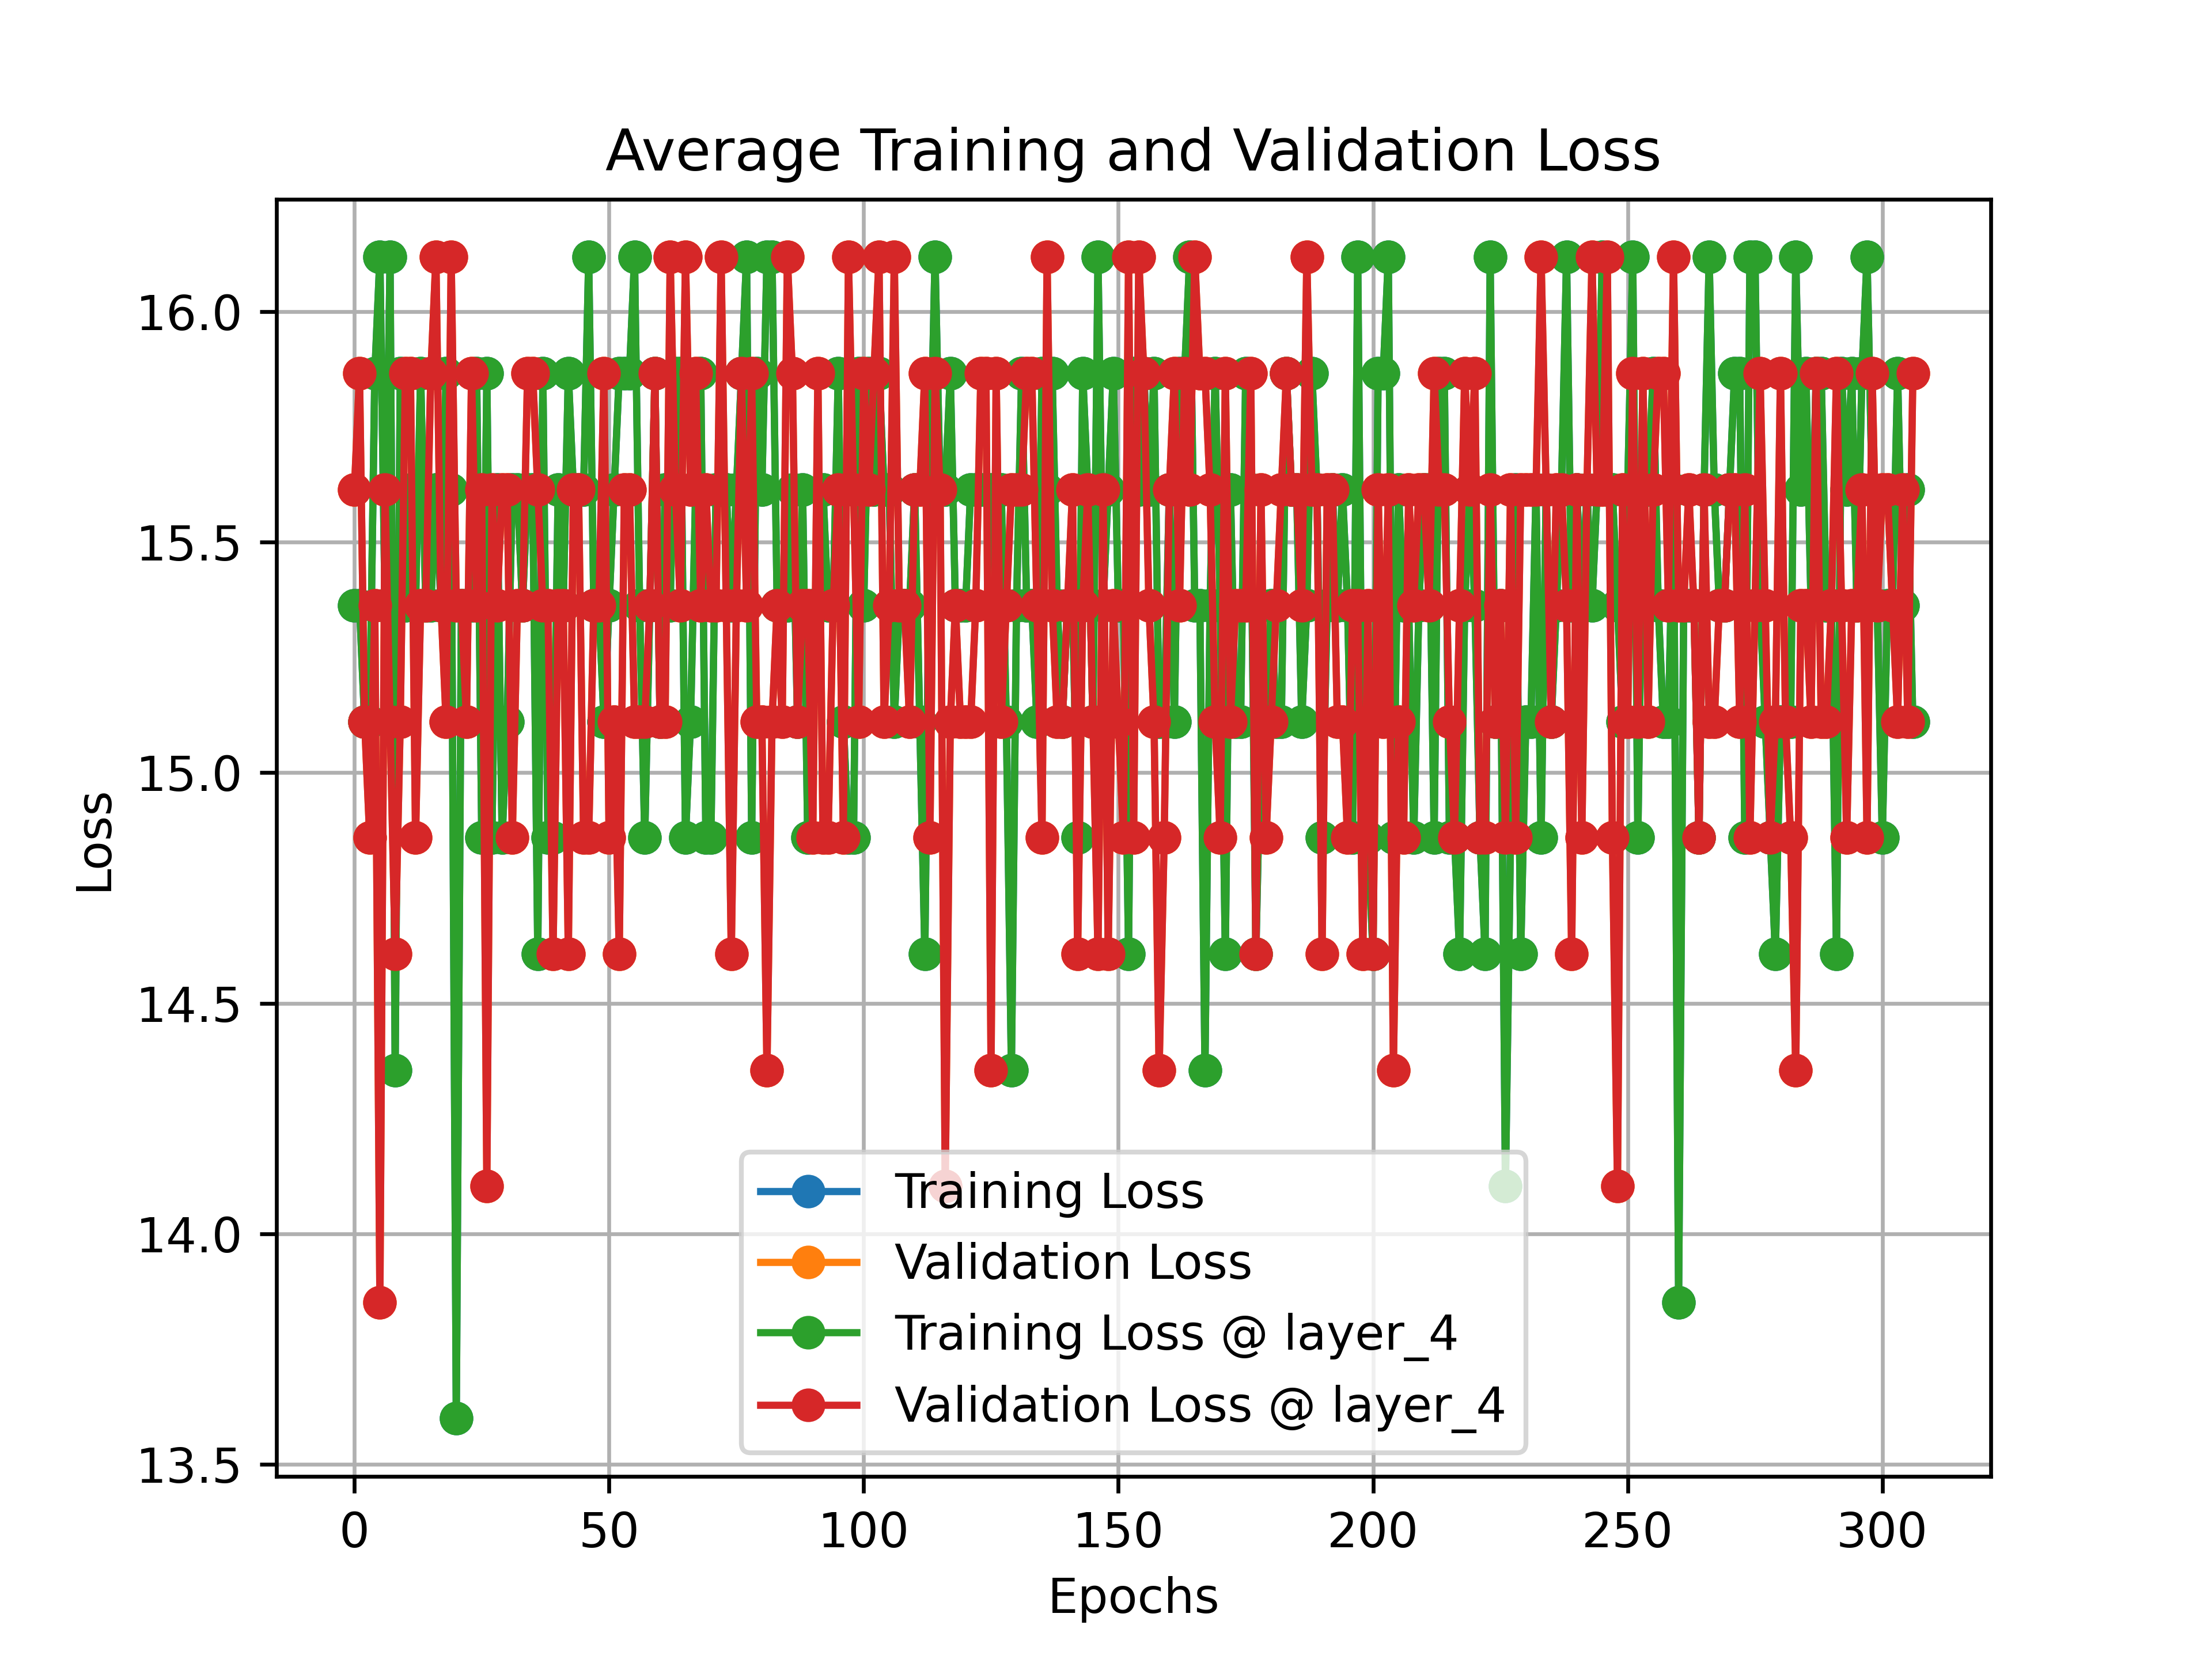 Average Training and Validation Loss
Loss
16.0
15.5
15.0
14.5
14.0
13.5
Training Loss
Validation Loss
Training Loss @ layer_4
Validation Loss @ layer_4
0 50 100 150 200 250 300
Epochs